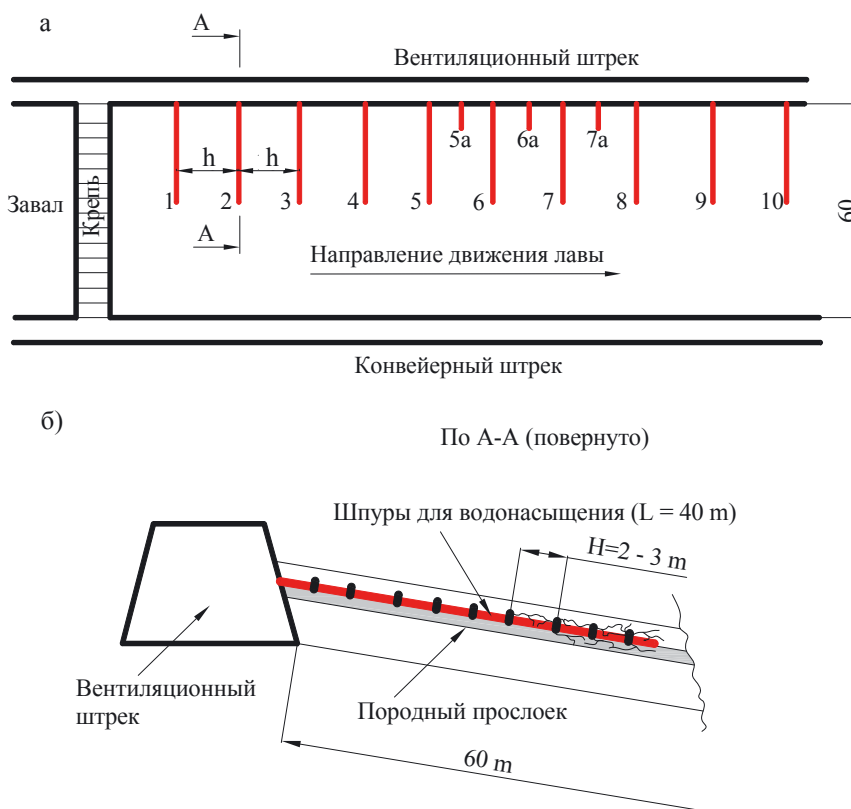 а
А
Вентиляционный штрек
5а
6а
7а
h
h
1
2
3
4
5
6
7
8
9
10
Завал
Крепь
60
А
Направление движения лавы
Конвейерный штрек
б)
По А-А (повернуто)
Шпуры для водонасыщения (L = 40 m)
H=2 - 3 m
Вентиляционный
штрек
Породный прослоек
60 m